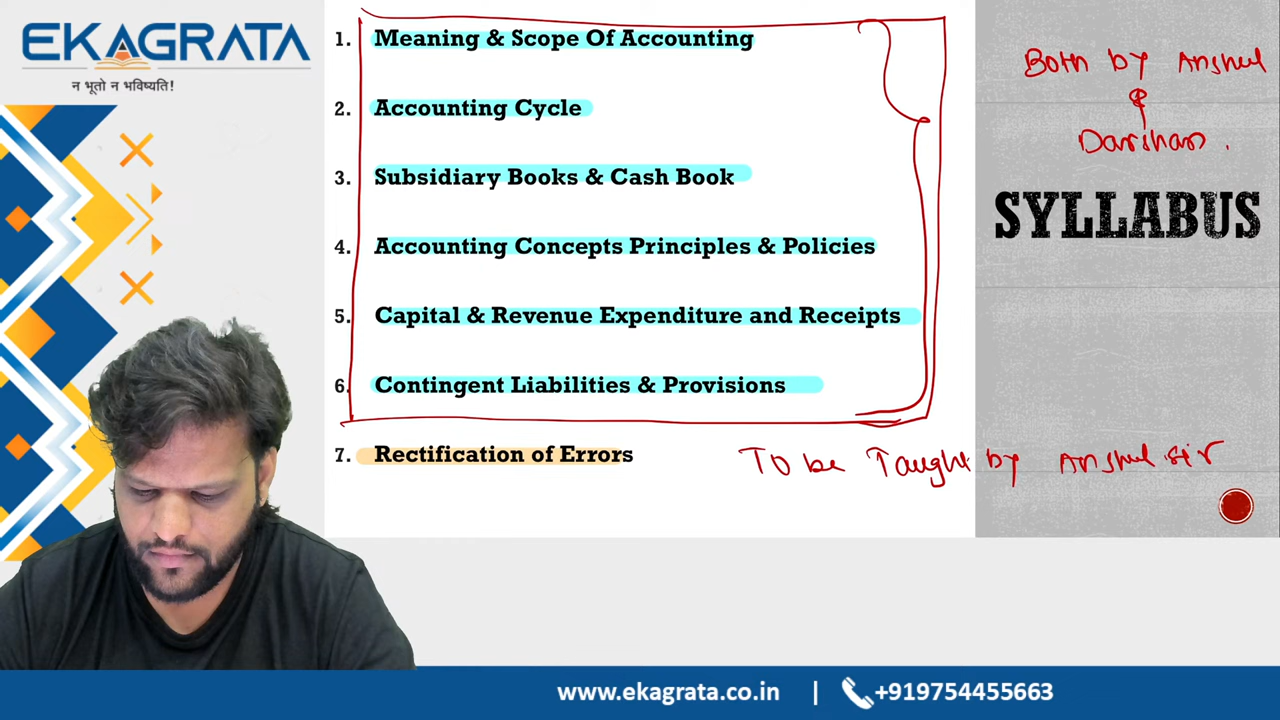 EKAGRATA
न भूतो न भविष्यति!
1. Meaning & Scope Of Accounting
2. Accounting Cycle
3. Subsidiary Books & Cash Book
4. Accounting Concepts Principles & Policies
5. Capital & Revenue Expenditure and Receipts
6. Contingent Liabilities & Provisions
7. Rectification of Errors
To be Taught by Anshul sir
Both by Anshul
&
Darshan.
SYLLABUS
www.ekagrata.co.in | +919754455663